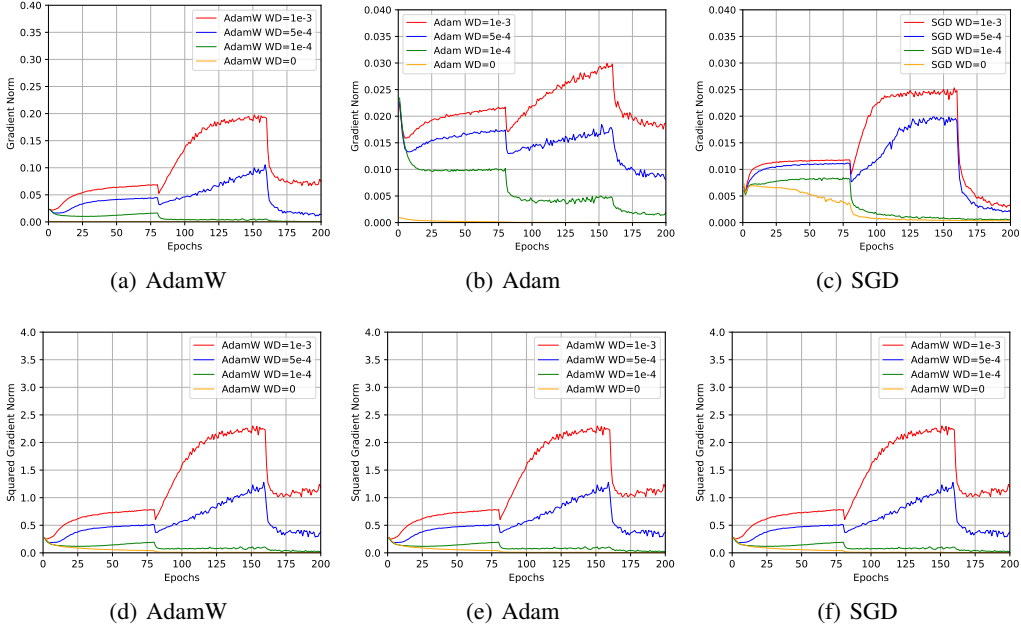 0.40
0.35
0.30
0.25
0.20
0.15
0.10
0.05
0.00
Gradient Norm
0 25 50 75 100 125 150 175 200
Epochs
AdamW WD=1e-3
AdamW WD=5e-4
AdamW WD=1e-4
AdamW WD=0
(a) AdamW
0.040
0.035
0.030
0.025
0.020
0.015
0.010
0.005
0.000
Gradient Norm
0 25 50 75 100 125 150 175 200
Epochs
Adam WD=1e-3
Adam WD=5e-4
Adam WD=1e-4
Adam WD=0
(b) Adam
0.040
0.035
0.030
0.025
0.020
0.015
0.010
0.005
0.000
Gradient Norm
0 25 50 75 100 125 150 175 200
Epochs
SGD WD=1e-3
SGD WD=5e-4
SGD WD=1e-4
SGD WD=0
(c) SGD
4.0
3.5
3.0
2.5
2.0
1.5
1.0
0.5
0.0
Squared Gradient Norm
0 25 50 75 100 125 150 175 200
Epochs
AdamW WD=1e-3
AdamW WD=5e-4
AdamW WD=1e-4
AdamW WD=0
(d) AdamW
4.0
3.5
3.0
2.5
2.0
1.5
1.0
0.5
0.0
Squared Gradient Norm
0 25 50 75 100 125 150 175 200
Epochs
AdamW WD=1e-3
AdamW WD=5e-4
AdamW WD=1e-4
AdamW WD=0
(e) Adam
4.0
3.5
3.0
2.5
2.0
1.5
1.0
0.5
0.0
Squared Gradient Norm
0 25 50 75 100 125 150 175 200
Epochs
AdamW WD=1e-3
AdamW WD=5e-4
AdamW WD=1e-4
AdamW WD=0
(f) SGD